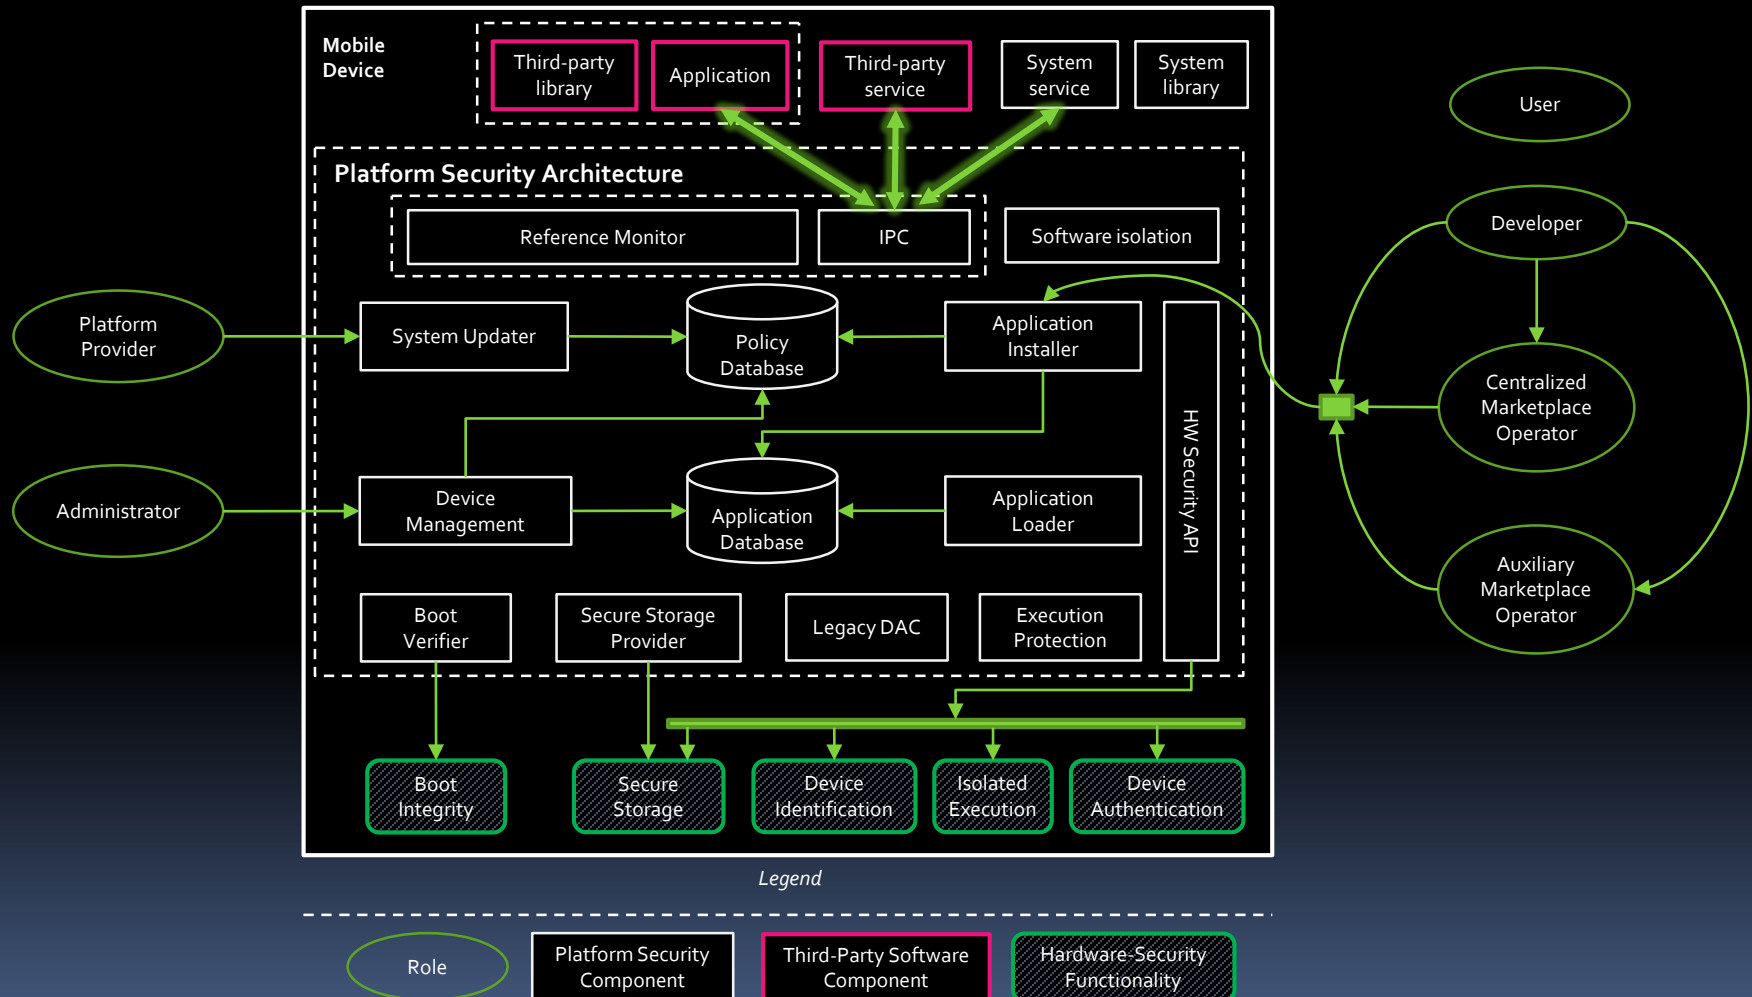 Mobile
Device
Third-party
library
Application
Third-party
service
System
service
System
library
User
Platform Security Architecture
Reference Monitor
IPC
Software isolation
Developer
Platform
Provider
System Updater
Policy
Database
Application
Installer
HW Security API
Centralized
Marketplace
Operator
Administrator
Device
Management
Application
Database
Application
Loader
Auxiliary
Marketplace
Operator
Boot
Verifier
Secure Storage
Provider
Legacy DAC
Execution
Protection
Boot
Integrity
Secure
Storage
Device
Identification
Isolated
Execution
Device
Authentication
Legend
Role
Platform Security
Component
Third-Party Software
Component
Hardware-Security
Functionality